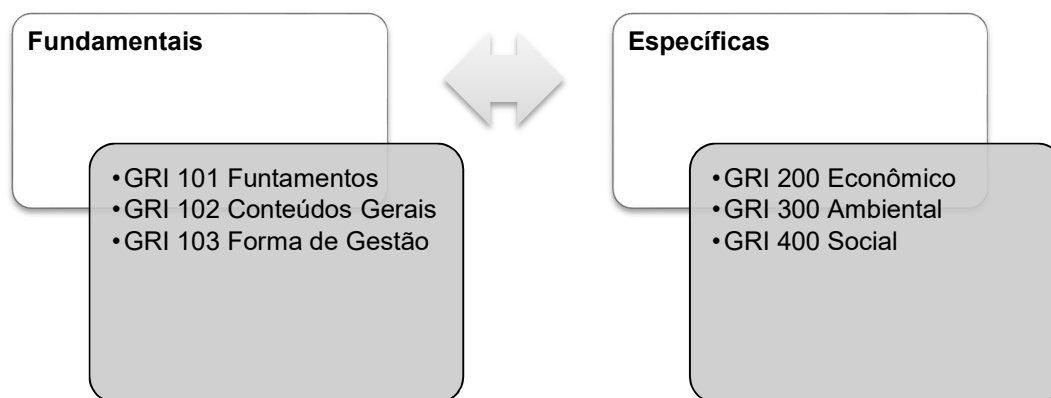 Fundamentais
•GRI 101 Funtamentos
•GRI 102 Conteúdos Gerais
•GRI 103 Forma de Gestão
Específicas
•GRI 200 Econômico
•GRI 300 Ambiental
•GRI 400 Social